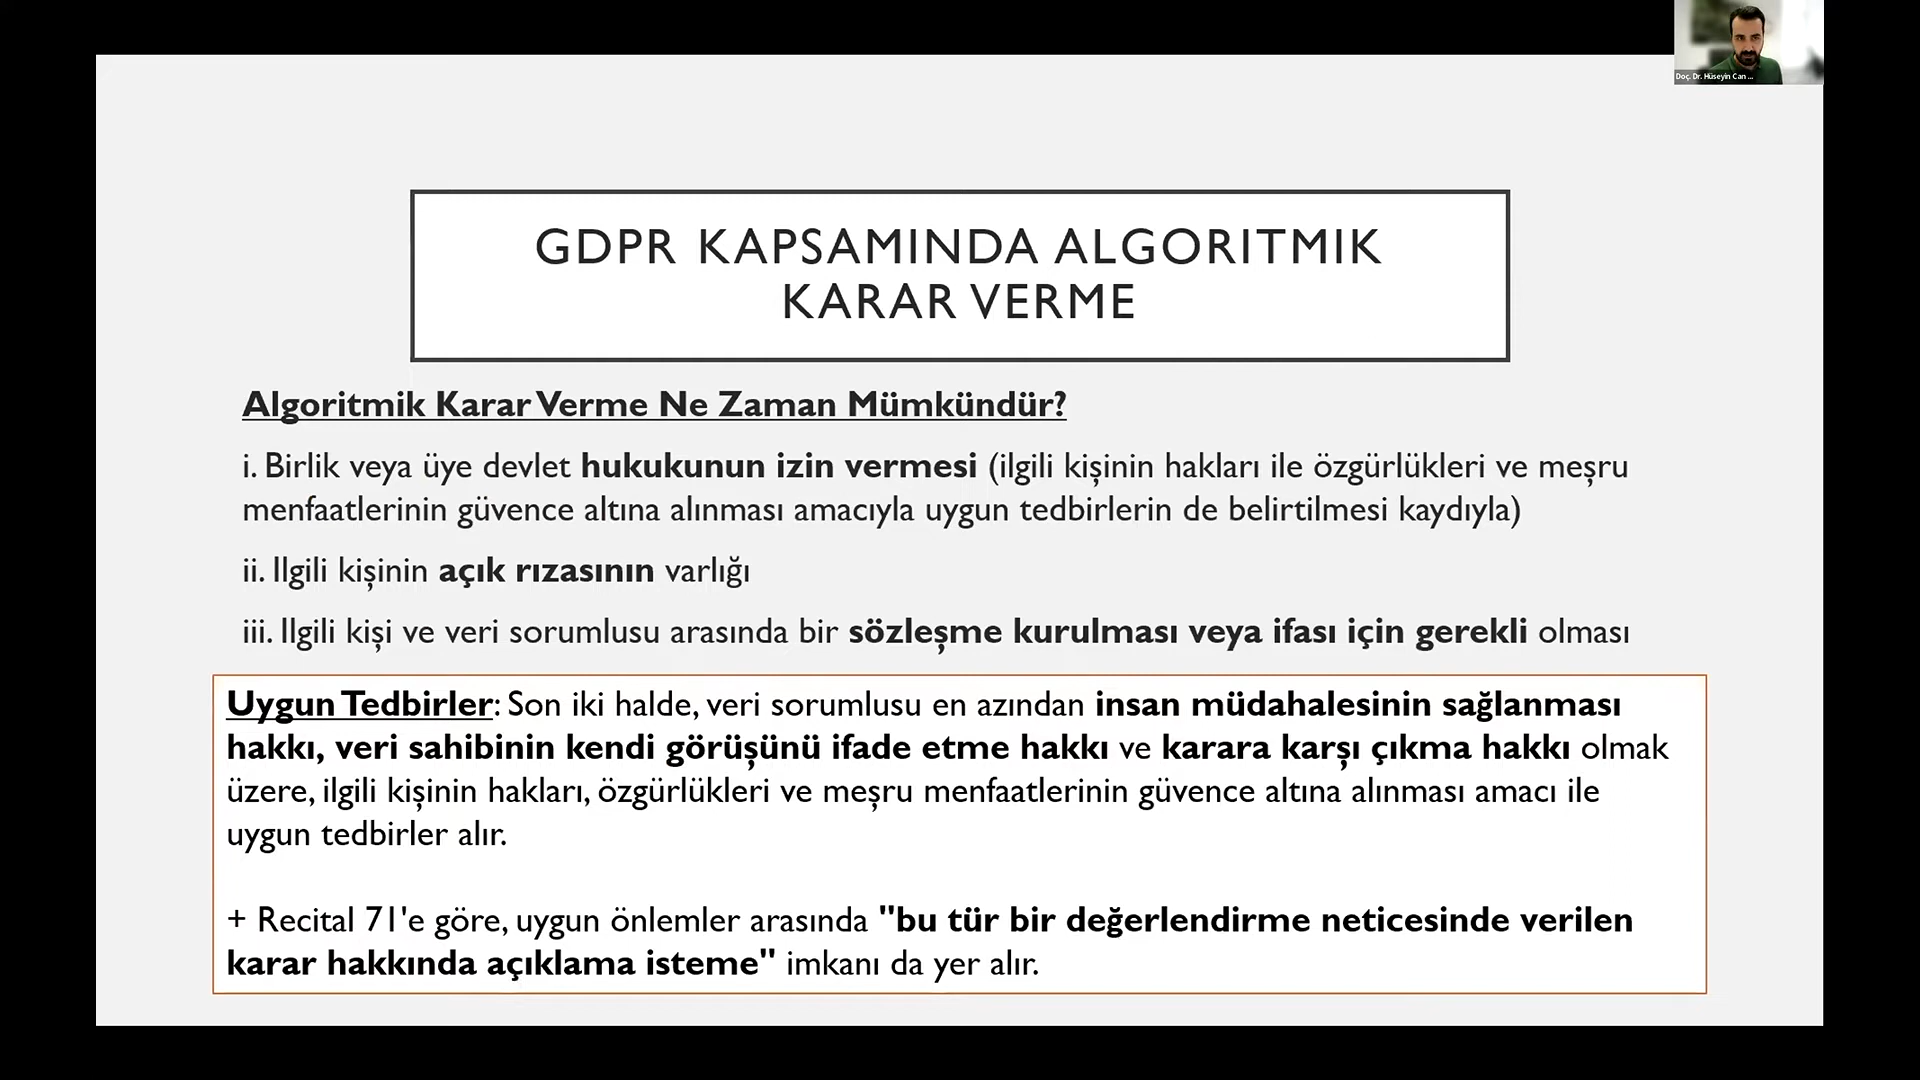 Doç. Dr. Hüseyin Can ...
GDPR KAPSAMINDA ALGORITMIK
KARAR VERME
Algoritmik Karar Verme Ne Zaman Mümkündür?
i. Birlik veya üye devlet hukukunun izin vermesi (ilgili kişinin hakları ile özgürlükleri ve meşru
menfaatlerinin güvence altına alınması amacıyla uygun tedbirlerin de belirtilmesi kaydıyla)
ii. Ilgili kişinin açık rızasının varlığı
iii. Ilgili kişi ve veri sorumlusu arasında bir sözleşme kurulması veya ifası için gerekli olması
Uygun Tedbirler: Son iki halde, veri sorumlusu en azından insan müdahalesinin sağlanması
hakkı, veri sahibinin kendi görüşünü ifade etme hakkı ve karara karşı çıkma hakkı olmak
üzere, ilgili kişinin hakları, özgürlükleri ve meşru menfaatlerinin güvence altına alınması amacı ile
uygun tedbirler alır.
+ Recital 71'e göre, uygun önlemler arasında "bu tür bir değerlendirme neticesinde verilen
karar hakkında açıklama isteme" imkanı da yer alır.